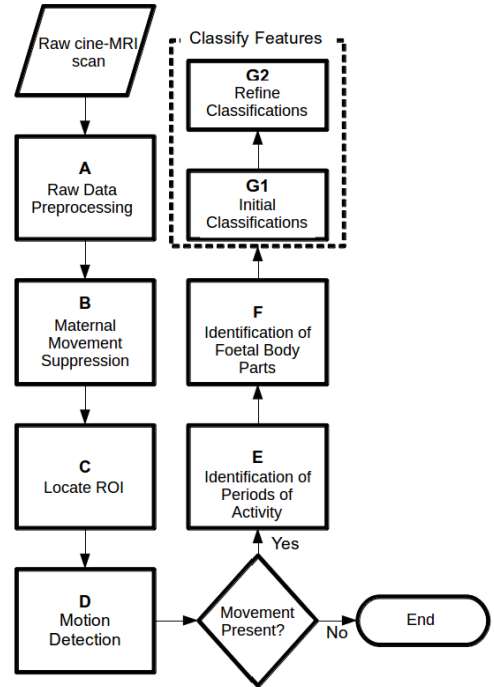 Raw cine-MRI
scan
A
Raw Data
Preprocessing
B
Maternal
Movement
Suppression
C
Locate ROI
D
Motion
Detection
Movement
Present?
No
End
Yes
E
Identification of
Periods of
Activity
F
Identification of
Foetal Body
Parts
Classify Features
G1
Initial
Classifications
G2
Refine
Classifications